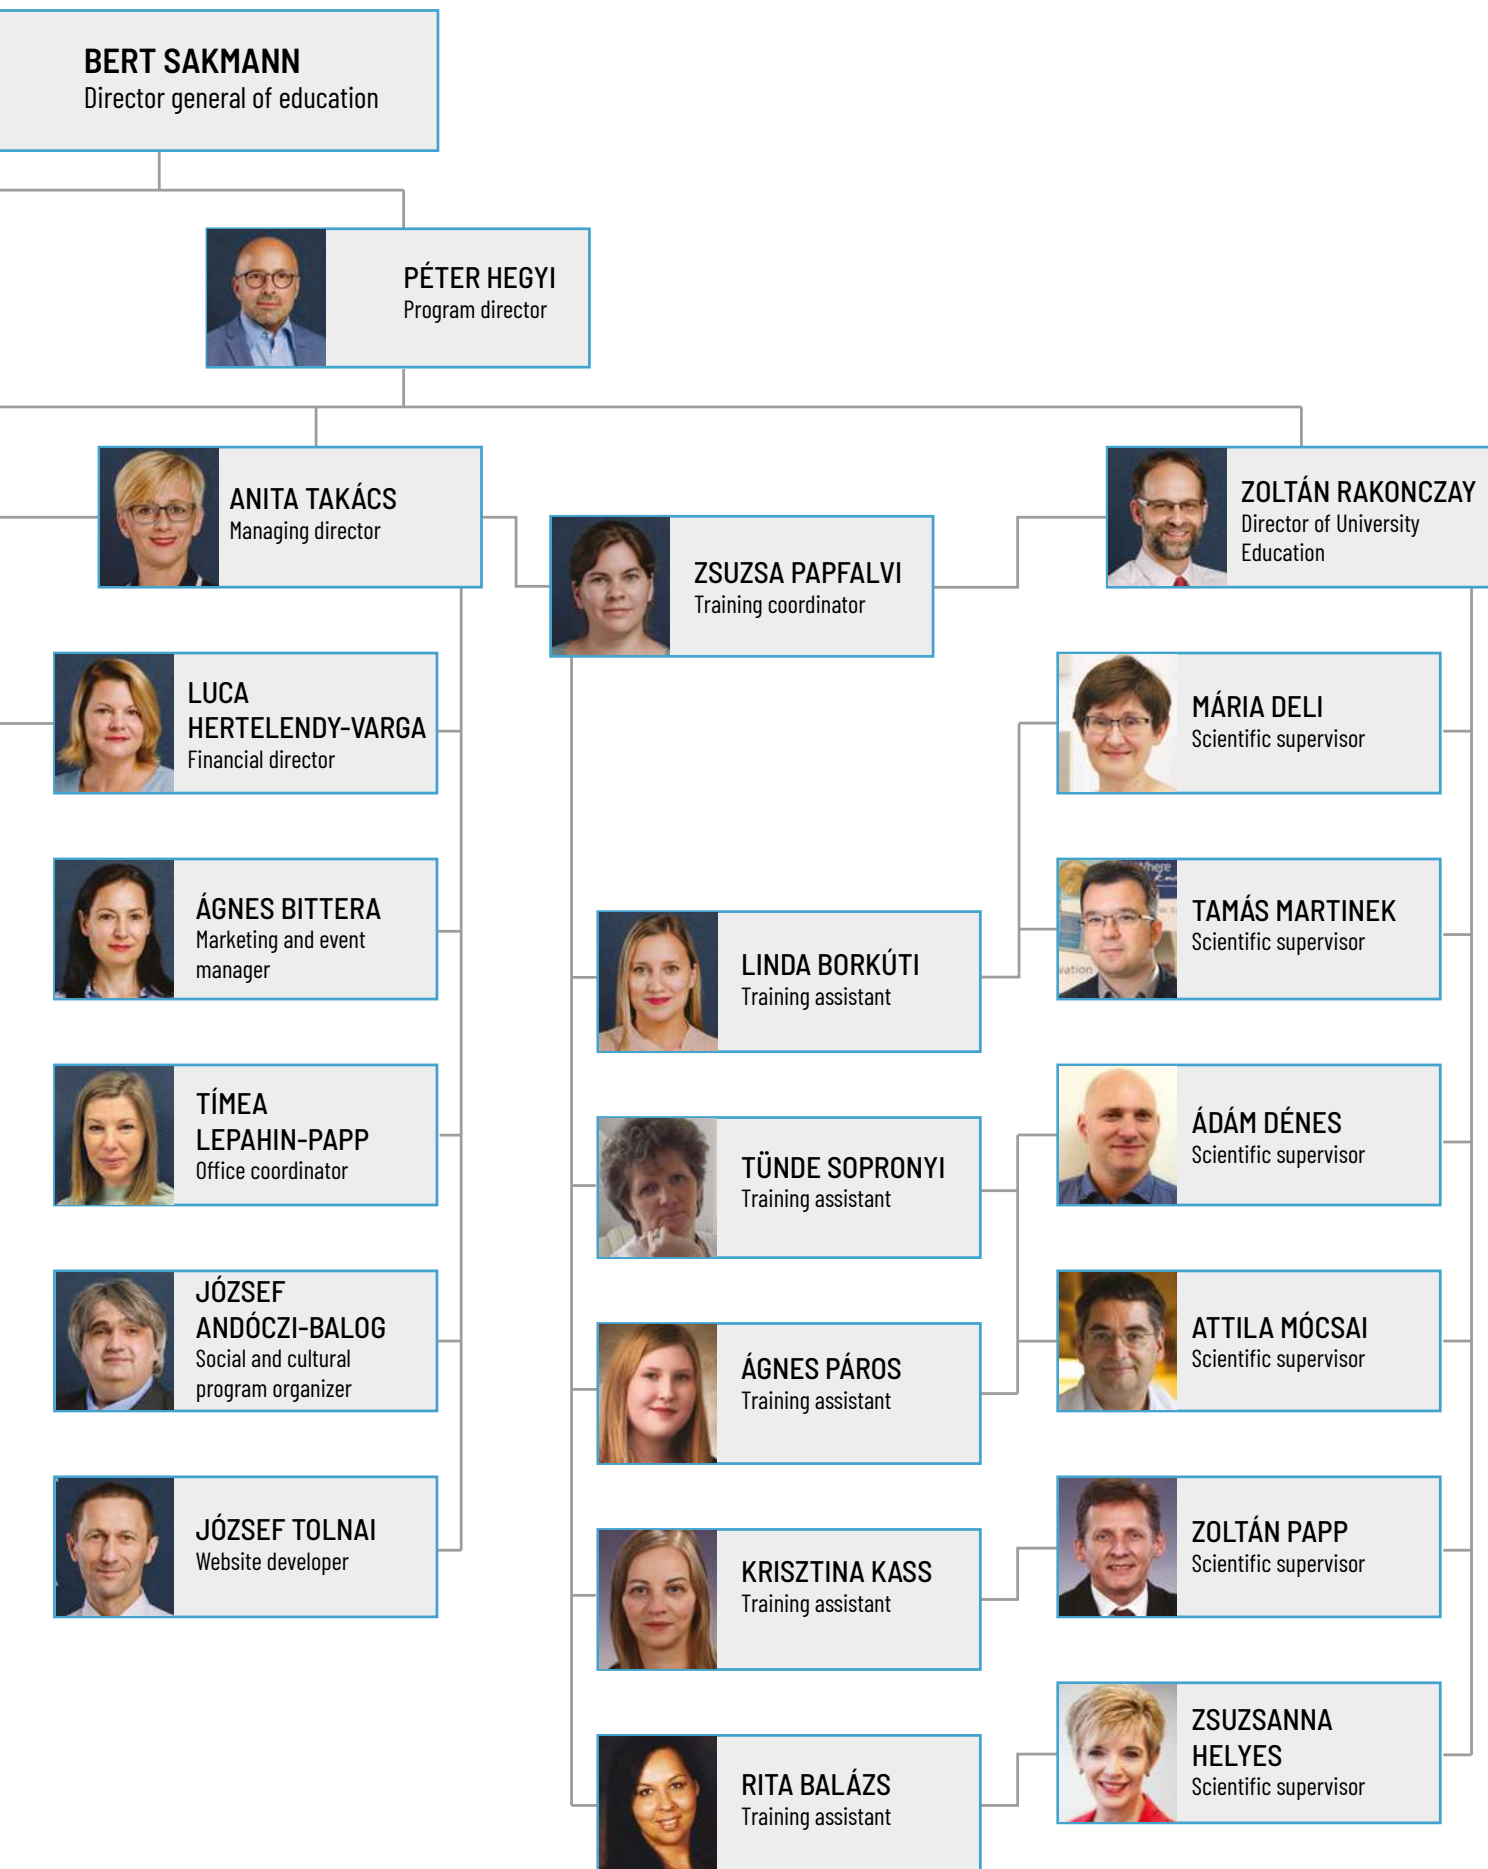 BERT SAKMANN
Director general of education
PÉTER HEGYI
Program director
ANITA TAKÁCS
Managing director
ZSUZSA PAPFALVI
Training coordinator
ZOLTÁN RAKONCZAY
Director of University
Education
LUCA
HERTELENDY-VARGA
Financial director
MÁRIA DELI
Scientific supervisor
ÁGNES BITTERA
Marketing and event
manager
LINDA BORKÚTI
Training assistant
Where
vation
TAMÁS MARTINEK
Scientific supervisor
TÍMEA
LEPAHIN-PAPP
Office coordinator
TÜNDE SOPRONYI
Training assistant
ÁDÁM DÉNES
Scientific supervisor
JÓZSEF
ANDÓCZI-BALOG
Social and cultural
program organizer
ÁGNES PÁROS
Training assistant
ATTILA MÓCSAI
Scientific supervisor
JÓZSEF TOLNAI
Website developer
KRISZTINA KASS
Training assistant
ZOLTÁN PAPP
Scientific supervisor
RITA BALÁZS
Training assistant
ZSUZSANNA
HELYES
Scientific supervisor